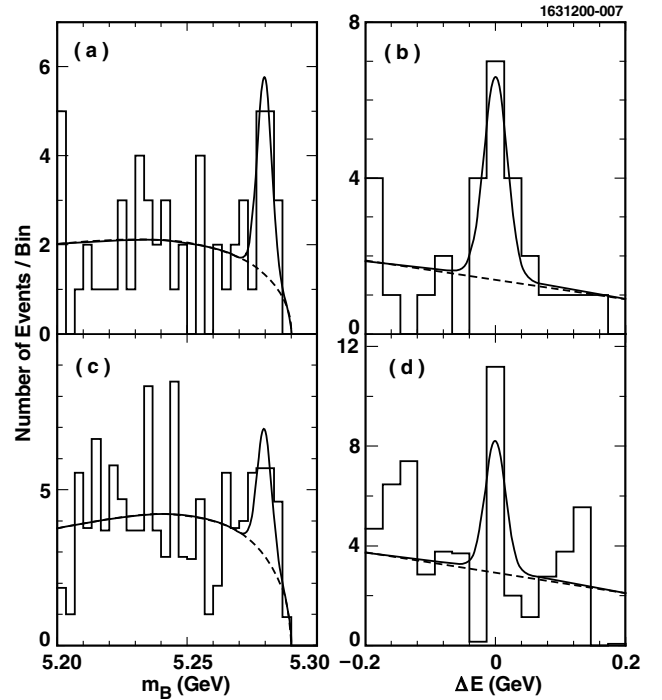 1631200-007
( a )
( b )
6
4
2
0
8
4
0
Number of Events / Bin
( c )
( d )
5
0
12
8
4
0
5.20
5.25
5.30
−0.2
0
0.2
m_B (GeV)
ΔE (GeV)